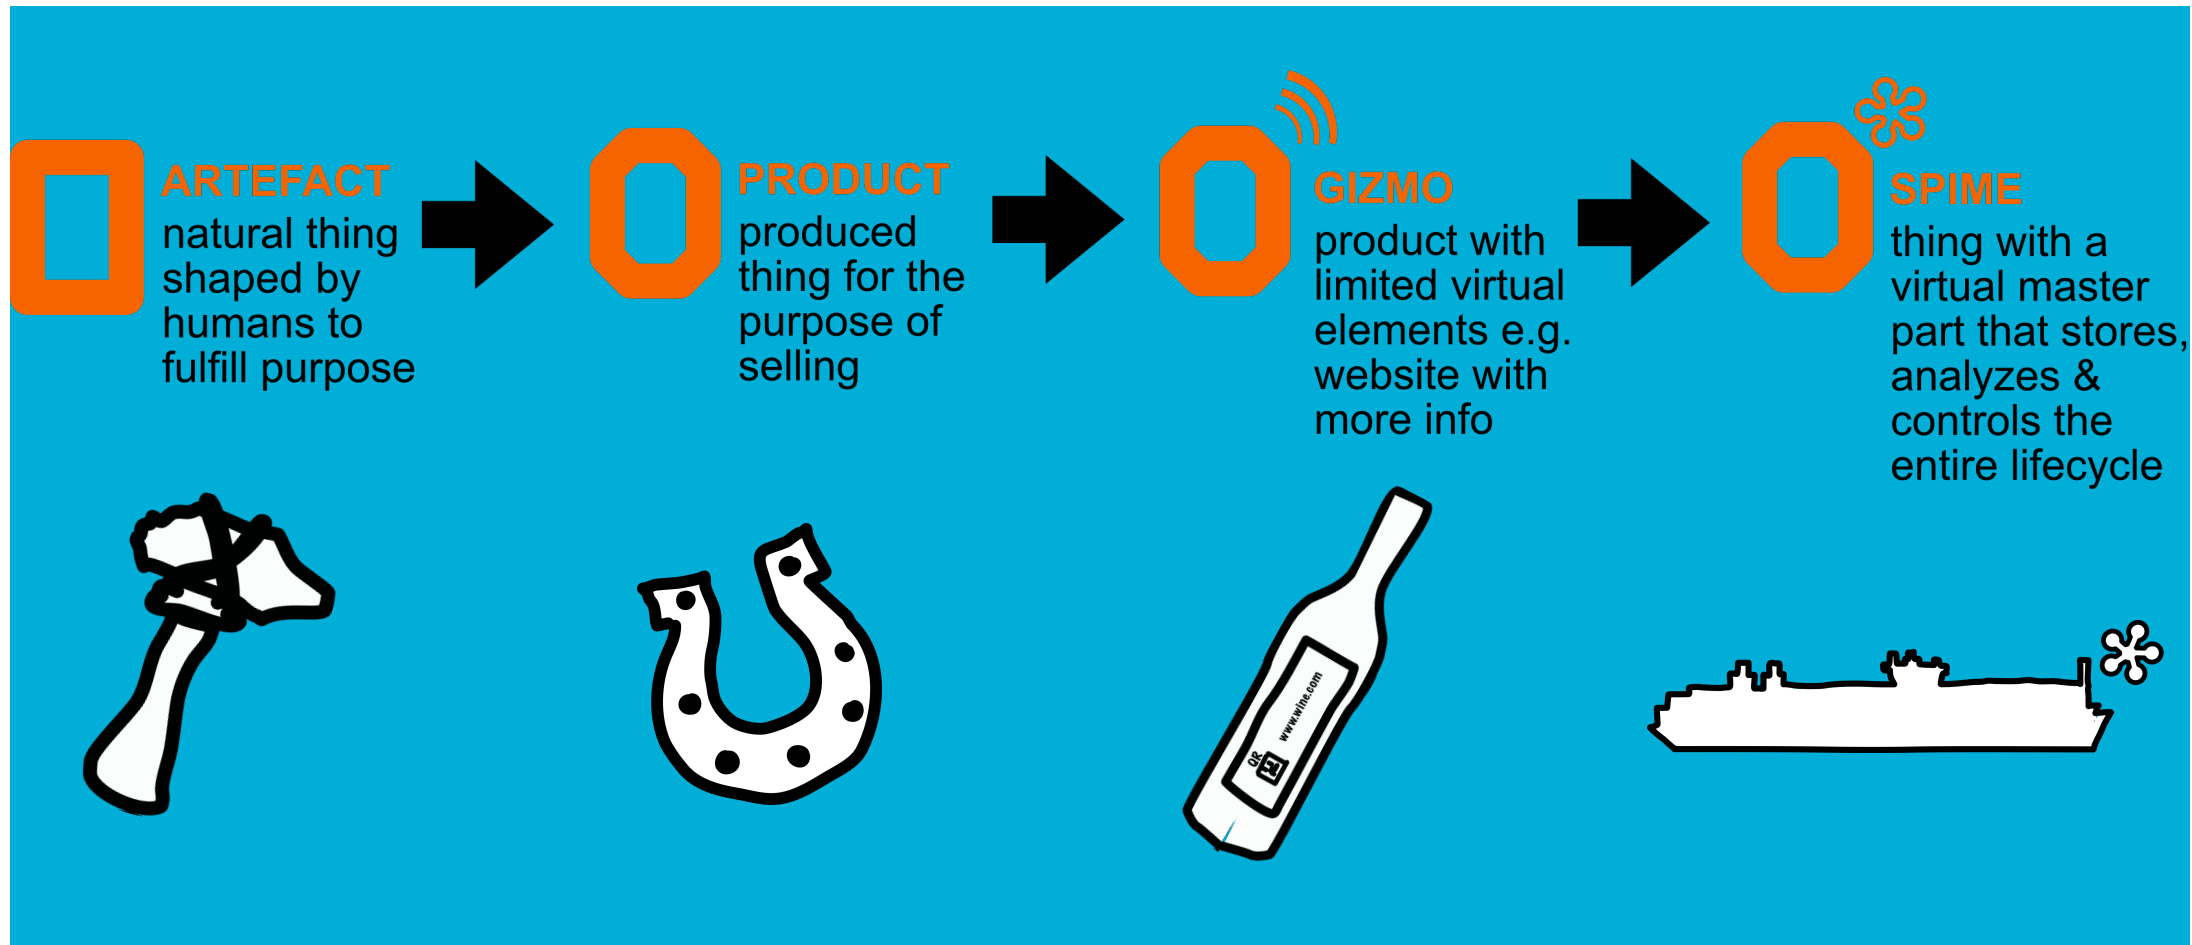 ARTEFACT
natural thing
shaped by
humans to
fulfill purpose
PRODUCT
produced
thing for the
purpose of
selling
GIZMO
product with
limited virtual
elements e.g.
website with
more info
SPIME
thing with a
virtual master
part that stores,
analyzes &
controls the
entire lifecycle
www.wine.com
QR